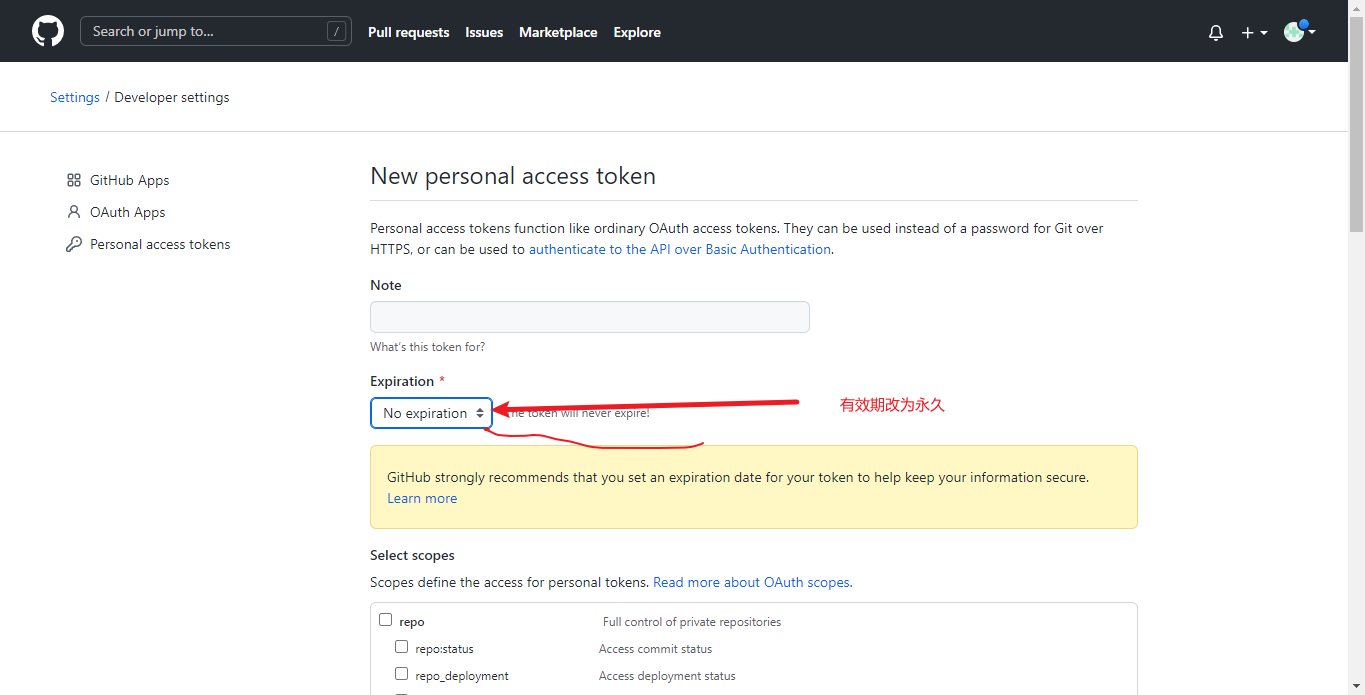 Search or jump to... /
Pull requests Issues Marketplace Explore
Settings / Developer settings
GitHub Apps
OAuth Apps
Personal access tokens
New personal access token
Personal access tokens function like ordinary OAuth access tokens. They can be used instead of a password for Git over
HTTPS, or can be used to authenticate to the API over Basic Authentication.
Note
What's this token for?
Expiration *
No expiration
he token will never expire!
有效期改为永久
GitHub strongly recommends that you set an expiration date for your token to help keep your information secure.
Learn more
Select scopes
Scopes define the access for personal tokens. Read more about OAuth scopes.
repo Full control of private repositories
repo:status Access commit status
repo_deployment Access deployment status